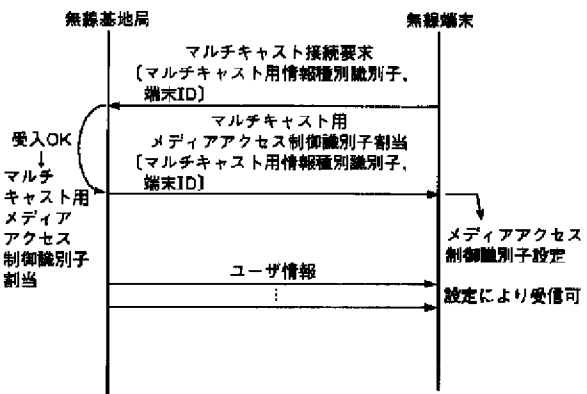 無線基地局
無線端末
マルチキャスト接続要求
〔マルチキャスト用情報種別識別子、
端末ID〕
マルチキャスト用
メディアアクセス制御識別子割当
〔マルチキャスト用情報種別識別子、
端末ID〕
受入OK
↓
マルチ
キャスト用
メディア
アクセス
制御識別子
割当
メディアアクセス
制御識別子設定
ユーザ情報
⋮
設定により受信可